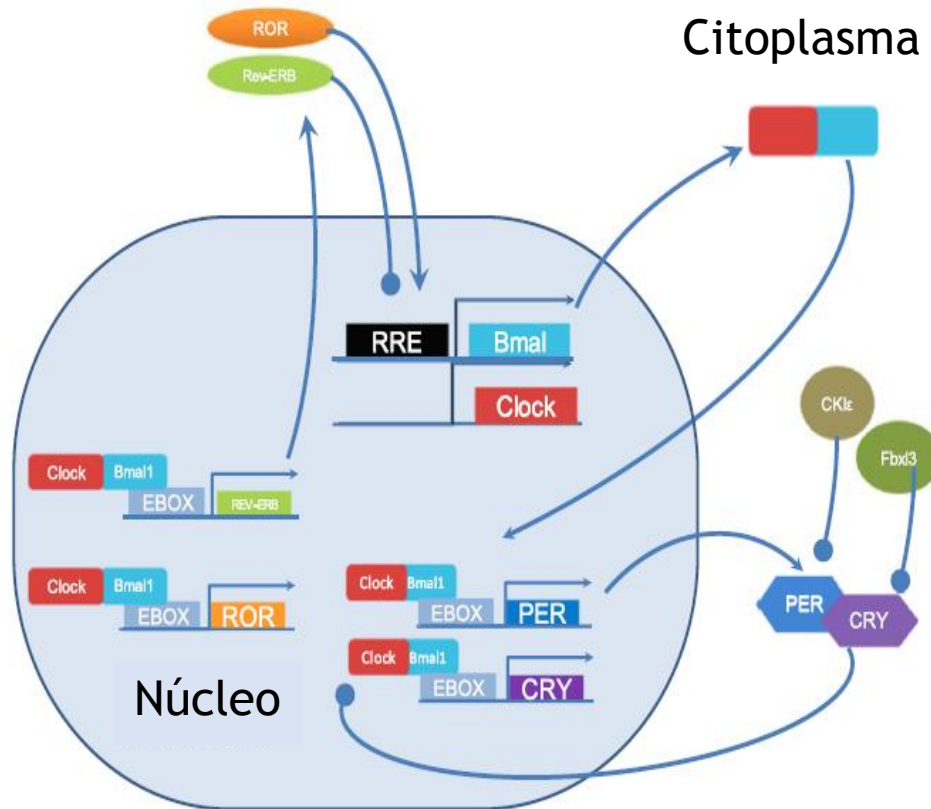 ROR
Rev-ERB
Citoplasma
RRE
Bmal
Clock
CKIε
Fbxl3
Clock
Bmal1
EBOX
REV-ERB
Clock
Bmal1
EBOX
ROR
Clock
Bmal1
EBOX
PER
Clock
Bmal1
EBOX
CRY
PER
CRY
Núcleo